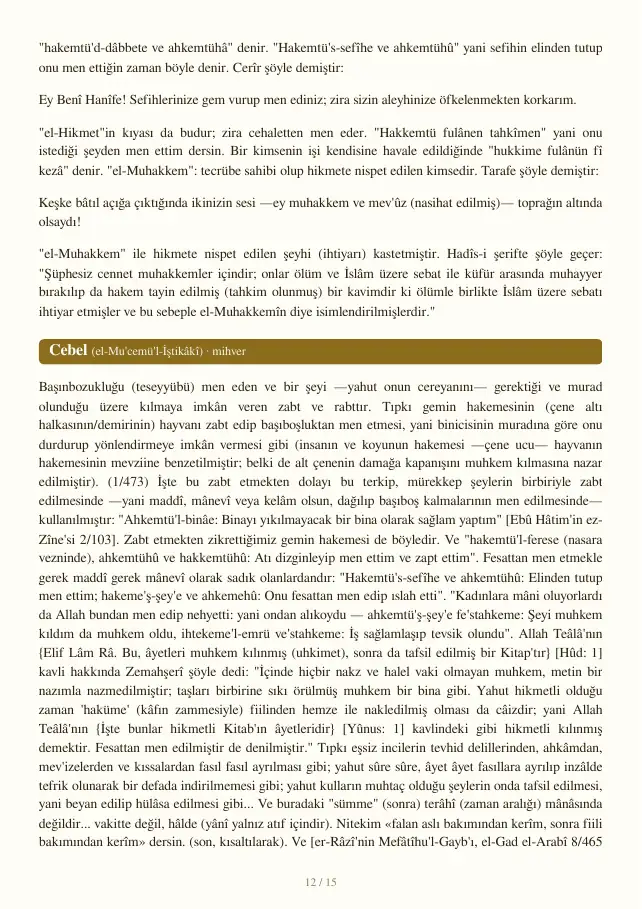 "hakemtü'd-dâbbete ve ahkemtühâ" denir. "Hakemtü's-sefîhe ve ahkemtühû" yani sefihin elinden tutup
onu men ettiğin zaman böyle denir. Cerîr şöyle demiştir:
Ey Benî Hanîfe! Sefihlerinize gem vurup men ediniz; zira sizin aleyhinize öfkelenmekten korkarım.
"el-Hikmet"in kıyası da budur; zira cehaletten men eder. "Hakkemtü fulânen tahkîmen" yani onu
istediği şeyden men ettim dersin. Bir kimsenin işi kendisine havale edildiğinde "hukkime fulânün fî
kezâ" denir. "el-Muhakkem": tecrübe sahibi olup hikmete nispet edilen kimsedir. Tarafe şöyle demiştir:
Keşke bâtıl açığa çıktığında ikinizin sesi —ey muhakkem ve mev'ûz (nasihat edilmiş)— toprağın altında
olsaydı!
"el-Muhakkem" ile hikmete nispet edilen şeyhi (ihtiyarı) kastetmiştir. Hadîs-i şerifte şöyle geçer:
"Şüphesiz cennet muhakkemler içindir; onlar ölüm ve İslâm üzere sebat ile küfür arasında muhayyer
bırakılıp da hakem tayin edilmiş (tahkim olunmuş) bir kavimdir ki ölümle birlikte İslâm üzere sebatı
ihtiyar etmişler ve bu sebeple el-Muhakkemîn diye isimlendirilmişlerdir."
Cebel (el-Mu'cemü'l-İştikâkî) · mihver
Başınbozukluğu (teseyyübü) men eden ve bir şeyi —yahut onun cereyanını— gerektiği ve murad
olunduğu üzere kılmaya imkân veren zabt ve rabttır. Tıpkı gemin hakemesinin (çene altı
halkasının/demirinin) hayvanı zabt edip başıboşluktan men etmesi, yani binicisinin muradına göre onu
durdurup yönlendirmeye imkân vermesi gibi (insanın ve koyunun hakemesi —çene ucu— hayvanın
hakemesinin mevziine benzetilmiştir; belki de alt çenenin damağa kapanışını muhkem kılmasına nazar
edilmiştir). (1/473) İşte bu zabt etmekten dolayı bu terkip, mürekkep şeylerin birbiriyle zabt
edilmesinde —yani maddî, mânevî veya kelâm olsun, dağılıp başıboş kalmalarının men edilmesinde—
kullanılmıştır: "Ahkemtü'l-binâe: Binayı yıkılmayacak bir bina olarak sağlam yaptım" [Ebû Hâtim'in ez-
Zîne'si 2/103]. Zabt etmekten zikrettiğimiz gemin hakemesi de böyledir. Ve "hakemtü'l-ferese (nasara
vezninde), ahkemtühû ve hakkemtühû: Atı dizginleyip men ettim ve zapt ettim". Fesattan men etmekle
gerek maddî gerek mânevî olarak sadık olanlardandır: "Hakemtü's-sefîhe ve ahkemtühû: Elinden tutup
men ettim; hakeme'ş-şey'e ve ahkemehû: Onu fesattan men edip ıslah etti". "Kadınlara mâni oluyorlardı
da Allah bundan men edip nehyetti: yani ondan alıkoydu — ahkemtü'ş-şey'e fe'stahkeme: Şeyi muhkem
kıldım da muhkem oldu, ihtekeme'l-emrü ve'stahkeme: İş sağlamlaşıp tevsik olundu". Allah Teâlâ'nın
{Elif Lâm Râ. Bu, âyetleri muhkem kılınmış (uhkimet), sonra da tafsil edilmiş bir Kitap'tır} [Hûd: 1]
kavli hakkında Zemahşerî şöyle dedi: "İçinde hiçbir nakz ve halel vaki olmayan muhkem, metin bir
nazımla nazmedilmiştir; taşları birbirine sıkı örülmüş muhkem bir bina gibi. Yahut hikmetli olduğu
zaman 'haküme' (kâfın zammesiyle) fiilinden hemze ile nakledilmiş olması da câizdir; yani Allah
Teâlâ'nın {İşte bunlar hikmetli Kitab'ın âyetleridir} [Yûnus: 1] kavlindeki gibi hikmetli kılınmış
demektir. Fesattan men edilmiştir de denilmiştir." Tıpkı eşsiz incilerin tevhid delillerinden, ahkâmdan,
mev'izelerden ve kıssalardan fasıl fasıl ayrılması gibi; yahut sûre sûre, âyet âyet fasıllara ayrılıp inzâlde
tefrik olunarak bir defada indirilmemesi gibi; yahut kulların muhtaç olduğu şeylerin onda tafsil edilmesi,
yani beyan edilip hülâsa edilmesi gibi... Ve buradaki "sümme" (sonra) terâhî (zaman aralığı) mânâsında
değildir... vakitte değil, hâlde (yânî yalnız atıf içindir). Nitekim «falan aslı bakımından kerîm, sonra fiili
bakımından kerîm» dersin. (son, kısaltılarak). Ve [er-Râzî'nin Mefâtîhu'l-Gayb'ı, el-Gad el-Arabî 8/465
12 / 15